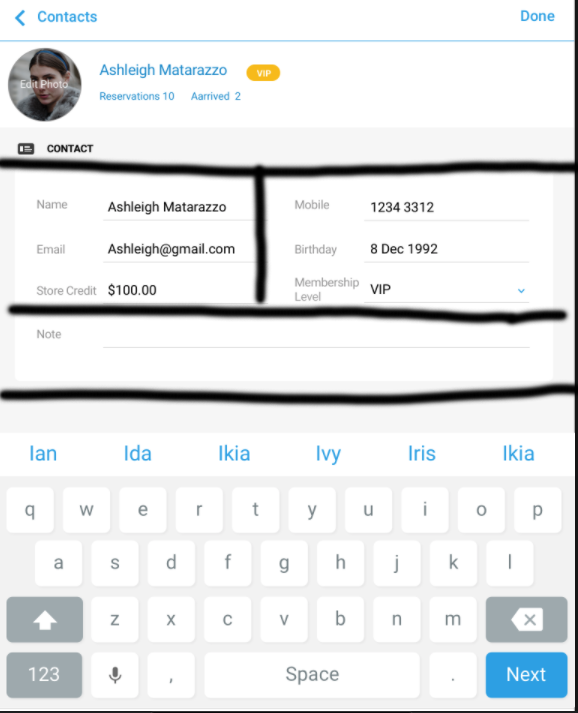 Contacts
Done
Ashleigh Matarazzo VIP
Edit Photo
Reservations 10 Aarrived 2
CONTACT
Name Ashleigh Matarazzo
Mobile 1234 3312
Email Ashleigh@gmail.com
Birthday 8 Dec 1992
Store Credit $100.00
Membership
Level VIP
Note
Ian Ida Ikia Ivy Iris Ikia
q w e r t y u i o p
a s d f g h j k l
z x c v b n m
123 , Space . Next